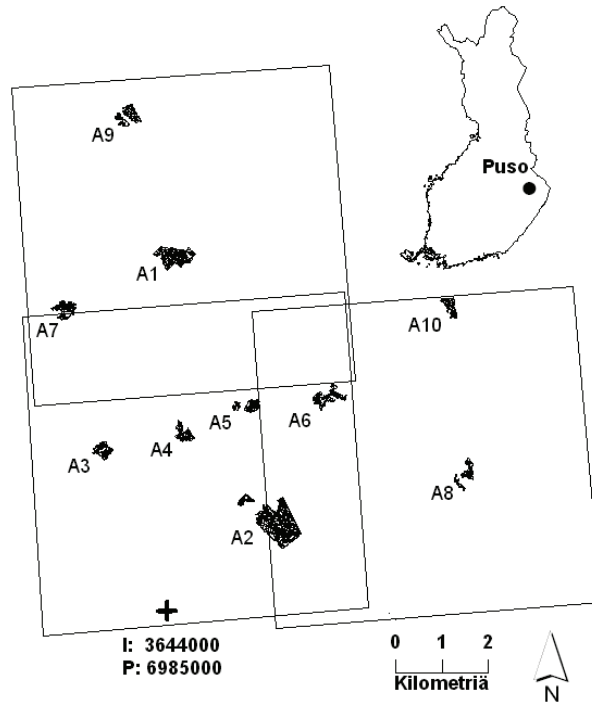 A9
Puso
A1
A7
A10
A5
A6
A3
A4
A8
A2
I: 3644000
P: 6985000
0 1 2
Kilometriä
N